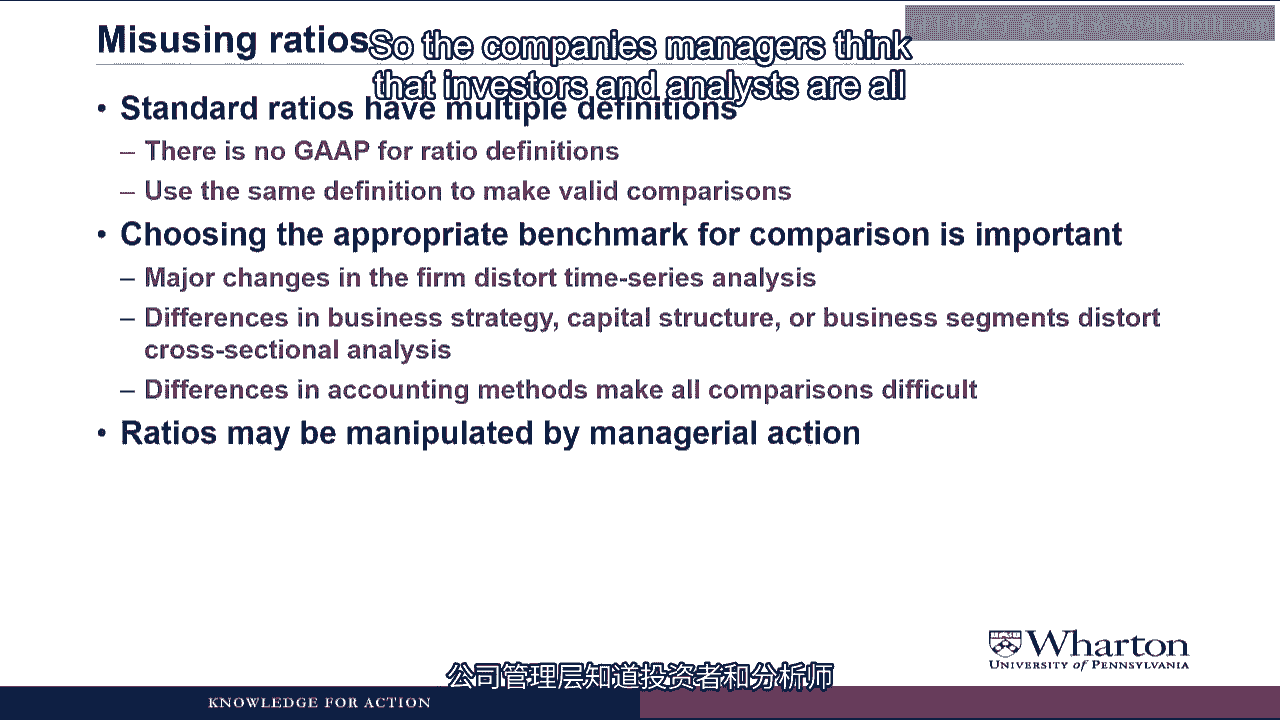 Misusing ratios
So the companies managers think
that investors and analysts are all
• Standard ratios have multiple definitions
– There is no GAAP for ratio definitions
– Use the same definition to make valid comparisons
• Choosing the appropriate benchmark for comparison is important
– Major changes in the firm distort time-series analysis
– Differences in business strategy, capital structure, or business segments distort
cross-sectional analysis
– Differences in accounting methods make all comparisons difficult
• Ratios may be manipulated by managerial action
Wharton
UNIVERSITY of PENNSYLVANIA
公司管理层知道投资者和分析师
KNOWLEDGE FOR ACTION